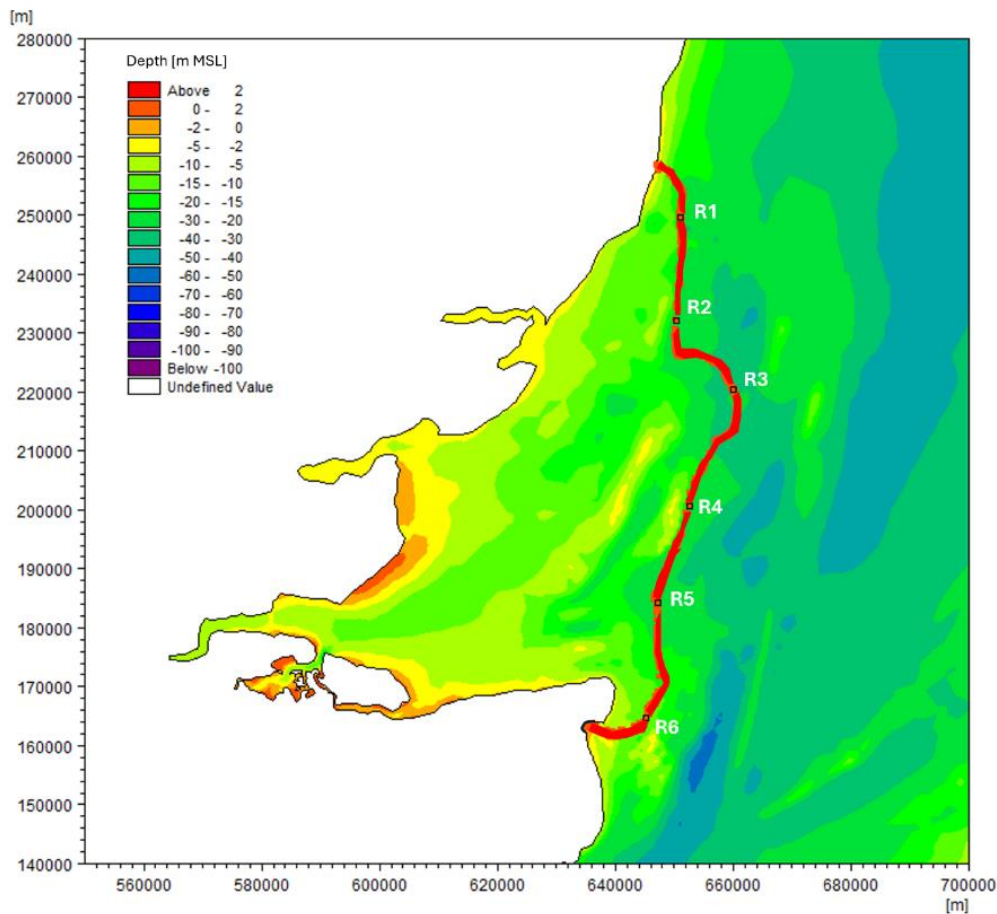 [m]
280000
270000
260000
250000
240000
230000
220000
210000
200000
190000
180000
170000
160000
150000
140000
Depth [m MSL]
Above 2
0 - 2
-2 - 0
-5 - -2
-10 - -5
-15 - -10
-20 - -15
-30 - -20
-40 - -30
-50 - -40
-60 - -50
-70 - -60
-80 - -70
-90 - -80
-100 - -90
Below -100
Undefined Value
R1
R2
R3
R4
R5
R6
560000 580000 600000 620000 640000 660000 680000 700000
[m]